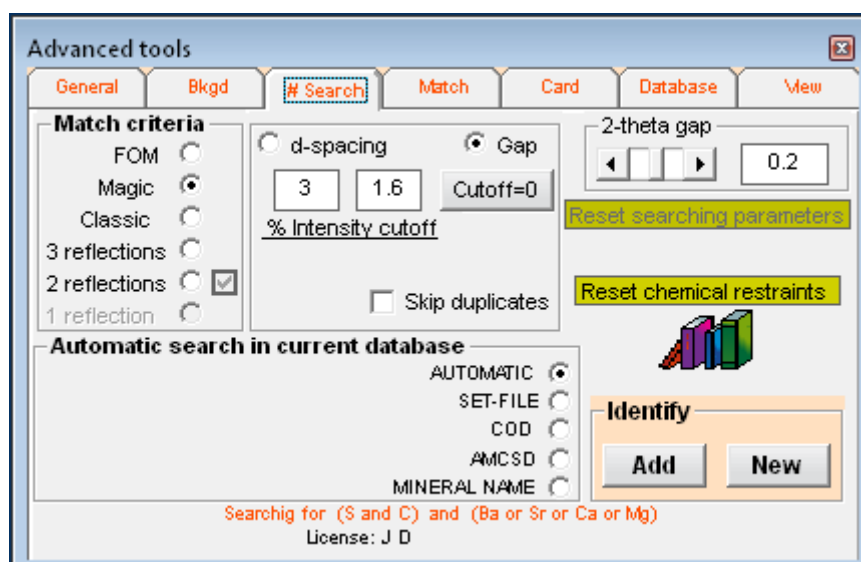 Advanced tools
General Bkgd # Search Match Card Database View
Match criteria
FOM
Magic
Classic
3 reflections
2 reflections
1 reflection
d-spacing Gap
3 1.6 Cutoff=0
% Intensity cutoff
Skip duplicates
2-theta gap
0.2
Reset searching parameters
Reset chemical restraints
Automatic search in current database
AUTOMATIC
SET-FILE
COD
AMCSD
MINERAL NAME
Identify
Add New
Searchig for (S and C) and (Ba or Sr or Ca or Mg)
License: J D